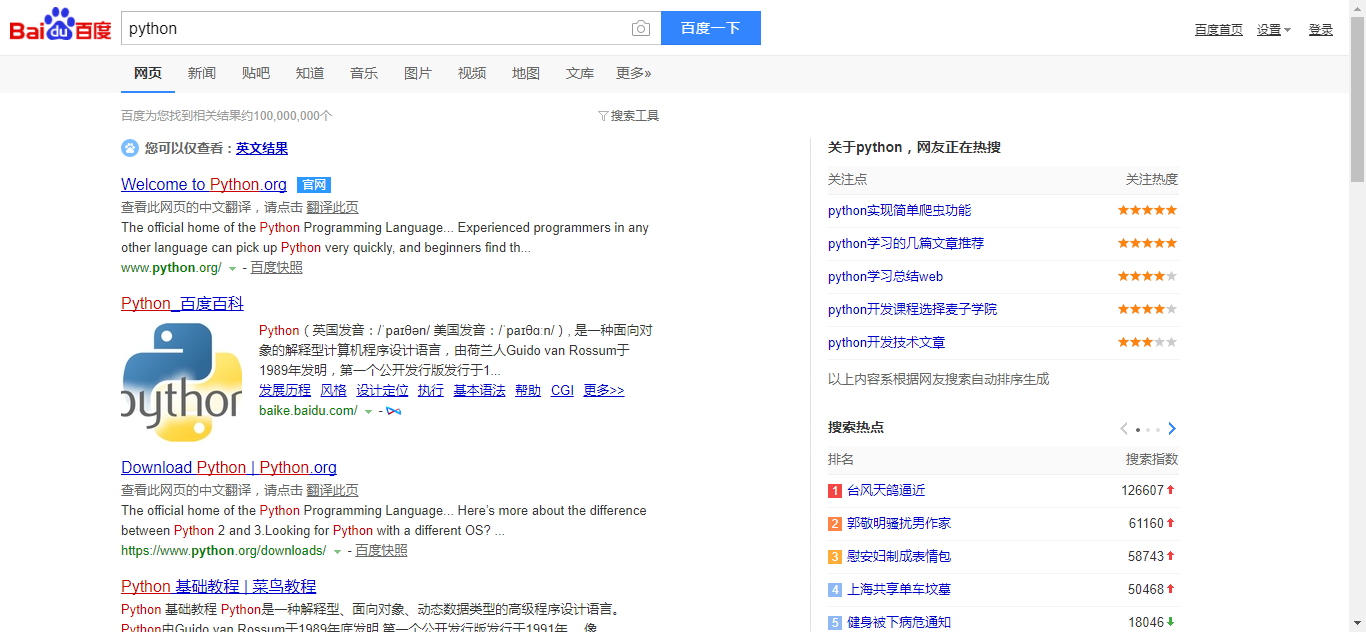 Bai du 百度
python
百度一下
百度首页 设置 登录
网页 新闻 贴吧 知道 音乐 图片 视频 地图 文库 更多»
百度为您找到相关结果约100,000,000个
搜索工具
您可以仅查看：英文结果
Welcome to Python.org 官网
查看此网页的中文翻译，请点击 翻译此页
The official home of the Python Programming Language... Experienced programmers in any
other language can pick up Python very quickly, and beginners find th...
www.python.org/ - 百度快照
Python_百度百科
python
Python（英国发音：/ˈpaɪθən/ 美国发音：/ˈpaɪθɑːn/）, 是一种面向对
象的解释型计算机程序设计语言，由荷兰人Guido van Rossum于
1989年发明，第一个公开发行版发行于1...
发展历程 风格 设计定位 执行 基本语法 帮助 CGI 更多>>
baike.baidu.com/ -
Download Python | Python.org
查看此网页的中文翻译，请点击 翻译此页
The official home of the Python Programming Language... Here's more about the difference
between Python 2 and 3.Looking for Python with a different OS? ...
https://www.python.org/downloads/ - 百度快照
Python 基础教程 | 菜鸟教程
Python 基础教程 Python是一种解释型、面向对象、动态数据类型的高级程序设计语言。
Python由Guido van Rossum于1989年底发明,第一个公开发行版发行于1991年。 像
关于python，网友正在热搜
关注点 关注热度
python实现简单爬虫功能
python学习的几篇文章推荐
python学习总结web
python开发课程选择麦子学院
python开发技术文章
以上内容系根据网友搜索自动排序生成
搜索热点
排名 搜索指数
1 台风天鸽逼近 126607
2 郭敬明骚扰男作家 61160
3 慰安妇制成表情包 58743
4 上海共享单车坟墓 50468
5 健身被下病危通知 18046